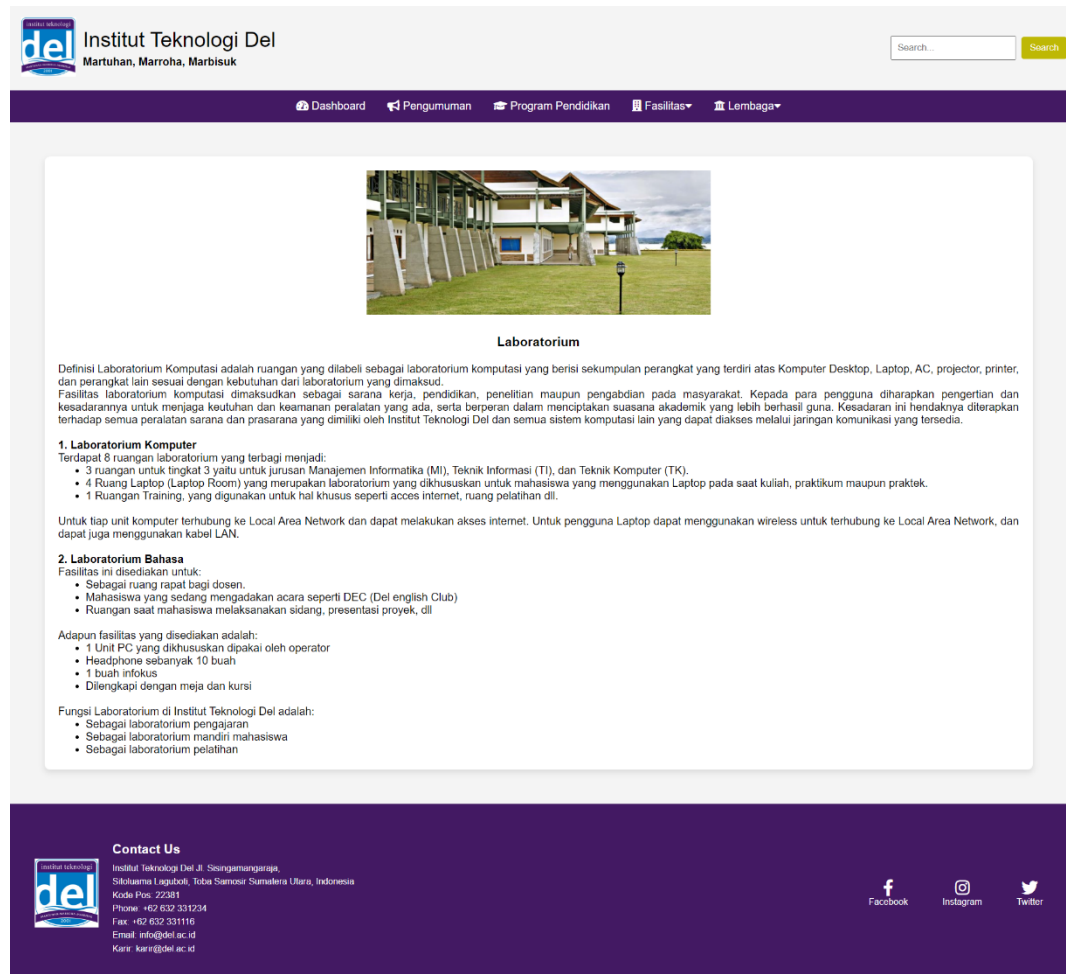 institut teknologi
del
2001
Institut Teknologi Del
Martuhan, Marroha, Marbisuk
Search...
Search
Dashboard
Pengumuman
Program Pendidikan
Fasilitas
Lembaga
Laboratorium
Definisi Laboratorium Komputasi adalah ruangan yang dilabeli sebagai laboratorium komputasi yang berisi sekumpulan perangkat yang terdiri atas Komputer Desktop, Laptop, AC, projector, printer,
dan perangkat lain sesuai dengan kebutuhan dari laboratorium yang dimaksud.
Fasilitas laboratorium komputasi dimaksudkan sebagai sarana kerja, pendidikan, penelitian maupun pengabdian pada masyarakat. Kepada para pengguna diharapkan pengertian dan
kesadarannya untuk menjaga keutuhan dan keamanan peralatan yang ada, serta berperan dalam menciptakan suasana akademik yang lebih berhasil guna. Kesadaran ini hendaknya diterapkan
terhadap semua peralatan sarana dan prasarana yang dimiliki oleh Institut Teknologi Del dan semua sistem komputasi lain yang dapat diakses melalui jaringan komunikasi yang tersedia.
1. Laboratorium Komputer
Terdapat 8 ruangan laboratorium yang terbagi menjadi:
• 3 ruangan untuk tingkat 3 yaitu untuk jurusan Manajemen Informatika (MI), Teknik Informasi (TI), dan Teknik Komputer (TK).
• 4 Ruang Laptop (Laptop Room) yang merupakan laboratorium yang dikhususkan untuk mahasiswa yang menggunakan Laptop pada saat kuliah, praktikum maupun praktek.
• 1 Ruangan Training, yang digunakan untuk hal khusus seperti acces internet, ruang pelatihan dll.
Untuk tiap unit komputer terhubung ke Local Area Network dan dapat melakukan akses internet. Untuk pengguna Laptop dapat menggunakan wireless untuk terhubung ke Local Area Network, dan
dapat juga menggunakan kabel LAN.
2. Laboratorium Bahasa
Fasilitas ini disediakan untuk:
• Sebagai ruang rapat bagi dosen.
• Mahasiswa yang sedang mengadakan acara seperti DEC (Del english Club)
• Ruangan saat mahasiswa melaksanakan sidang, presentasi proyek, dll
Adapun fasilitas yang disediakan adalah:
• 1 Unit PC yang dikhususkan dipakai oleh operator
• Headphone sebanyak 10 buah
• 1 buah infokus
• Dilengkapi dengan meja dan kursi
Fungsi Laboratorium di Institut Teknologi Del adalah:
• Sebagai laboratorium pengajaran
• Sebagai laboratorium mandiri mahasiswa
• Sebagai laboratorium pelatihan
institut teknologi
del
2001
Contact Us
Institut Teknologi Del Jl. Sisingamangaraja,
Sitoluama Laguboti, Toba Samosir Sumatera Utara, Indonesia
Kode Pos: 22381
Phone: +62 632 331234
Fax: +62 632 331116
Email: info@del.ac.id
Karir: karir@del.ac.id
Facebook
Instagram
Twitter